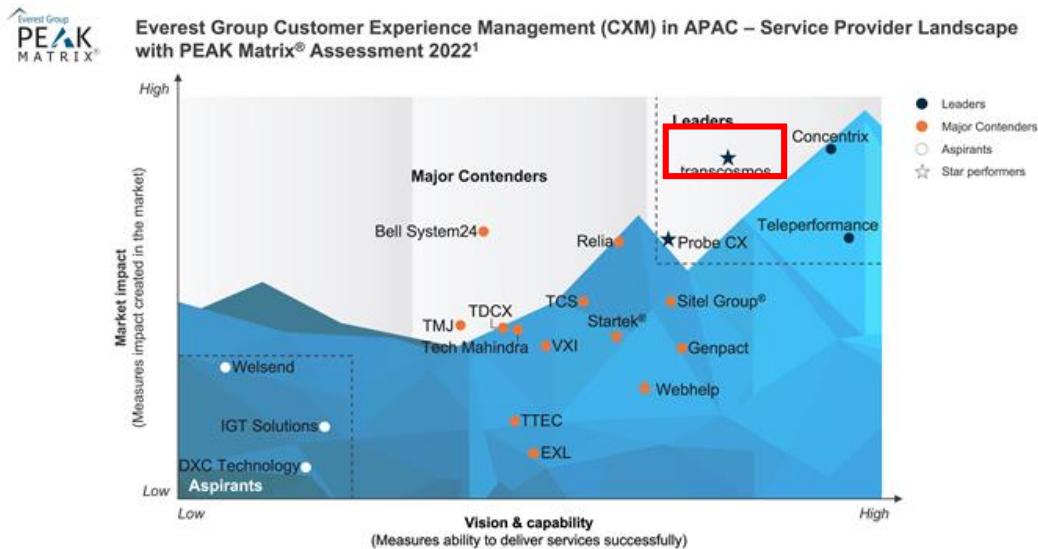 Everest Group
PEAK
MATRIX®
Everest Group Customer Experience Management (CXM) in APAC – Service Provider Landscape
with PEAK Matrix® Assessment 2022¹
High
Leaders
Major Contenders
Aspirants
Star performers
Leaders
Concentrix
transcosmos
Major Contenders
Teleperformance
Bell System24
Relia
Probe CX
TCS
Sitel Group®
TDCX
Startek®
TMJ
Tech Mahindra
VXI
Genpact
Welsend
Webhelp
TTEC
IGT Solutions
EXL
DXC Technology
Aspirants
Market impact
(Measures impact created in the market)
Low
Low
High
Vision & capability
(Measures ability to deliver services successfully)